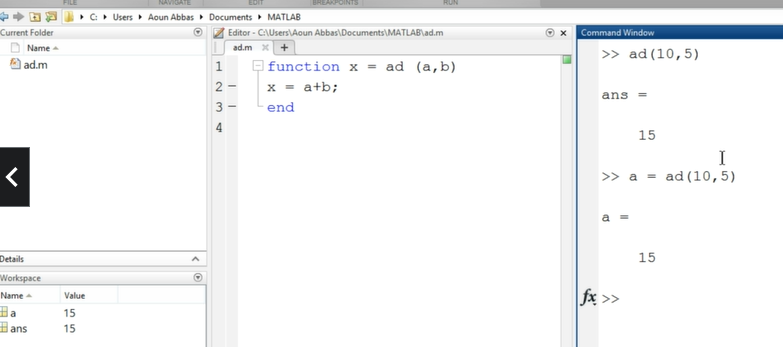 FILE NAVIGATE EDIT BREAKPOINTS RUN
C: Users Aoun Abbas Documents MATLAB
Current Folder
Name
ad.m
Details
Workspace
Name Value
a 15
ans 15
Editor - C:\Users\Aoun Abbas\Documents\MATLAB\ad.m
ad.m
1 function x = ad (a,b)
2 – x = a+b;
3 – end
4
Command Window
>> ad(10,5)
ans =
15
>> a = ad(10,5)
a =
15
fx >>